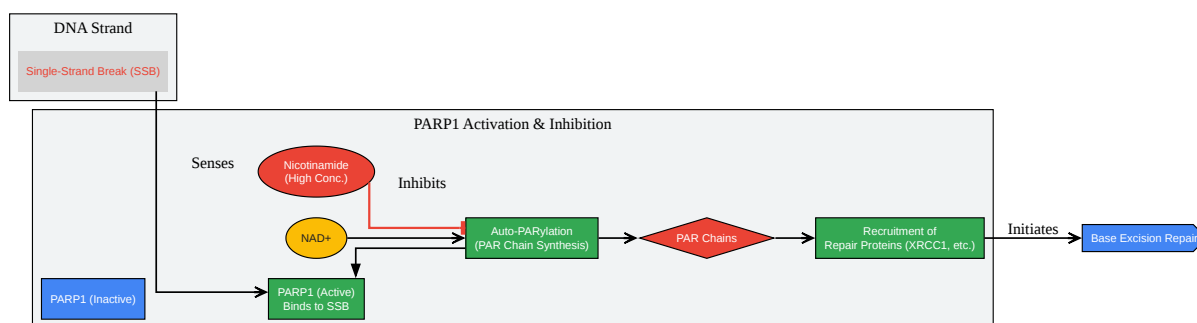 DNA Strand
Single-Strand Break (SSB)
PARP1 Activation & Inhibition
Senses
Nicotinamide
(High Conc.)
Inhibits
NAD+
Auto-PARylation
(PAR Chain Synthesis)
PAR Chains
Recruitment of
Repair Proteins (XRCC1, etc.)
Initiates
Base Excision Repair
PARP1 (Inactive)
PARP1 (Active)
Binds to SSB